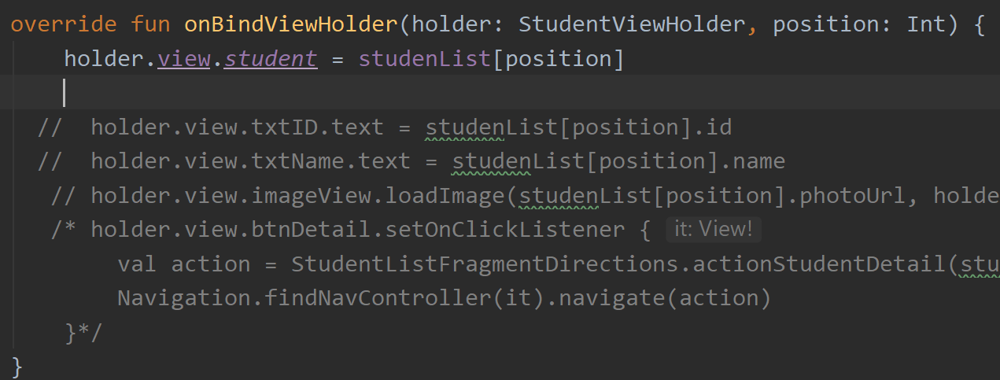 override fun onBindViewHolder(holder: StudentViewHolder, position: Int) {
holder.view.student = studenList[position]
// holder.view.txtID.text = studenList[position].id
// holder.view.txtName.text = studenList[position].name
// holder.view.imageView.loadImage(studenList[position].photoUrl, holde
/* holder.view.btnDetail.setOnClickListener { it: View!
val action = StudentListFragmentDirections.actionStudentDetail(stu
Navigation.findNavController(it).navigate(action)
}*/
}